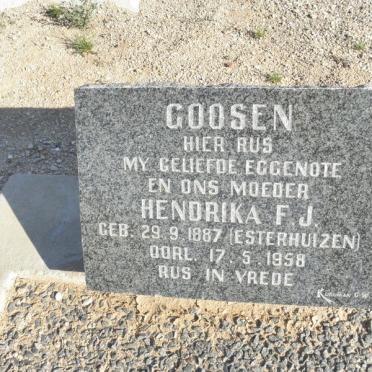 GOOSEN
HIER RUS
MY GELIEFDE EGGENOTE
EN ONS MOEDER
HENDRIKA F. J.
GEB. 29. 9. 1887 (ESTERHUIZEN)
OORL. 17. 5. 1958
RUS IN VREDE